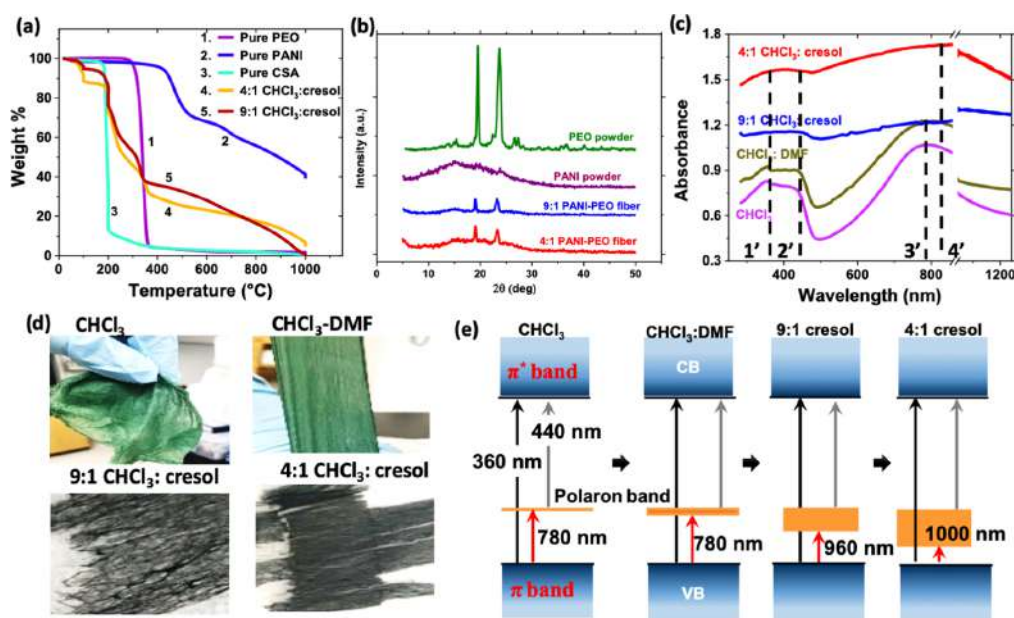 (a)
Weight %
100
80
60
40
20
0
0
200
400
600
800
1000
Temperature (°C)
1. Pure PEO
2. Pure PANI
3. Pure CSA
4. 4:1 CHCl₃:cresol
5. 9:1 CHCl₃:cresol
1
2
3
4
5
(b)
Intensity (a.u.)
PEO powder
PANI powder
9:1 PANI-PEO fiber
4:1 PANI-PEO fiber
0
10
20
30
40
50
2θ (deg)
(c)
Absorbance
1.8
1.5
1.2
0.9
0.6
0.3
4:1 CHCl₃: cresol
9:1 CHCl₃: cresol
CHCl₃: DMF
CHCl₃
1’
2’
3’
4’
400
600
800
1200
Wavelength (nm)
(d)
CHCl₃
CHCl₃-DMF
9:1 CHCl₃: cresol
4:1 CHCl₃: cresol
(e)
CHCl₃
CHCl₃:DMF
9:1 cresol
4:1 cresol
π* band
CB
440 nm
360 nm
Polaron band
780 nm
780 nm
960 nm
1000 nm
π band
VB